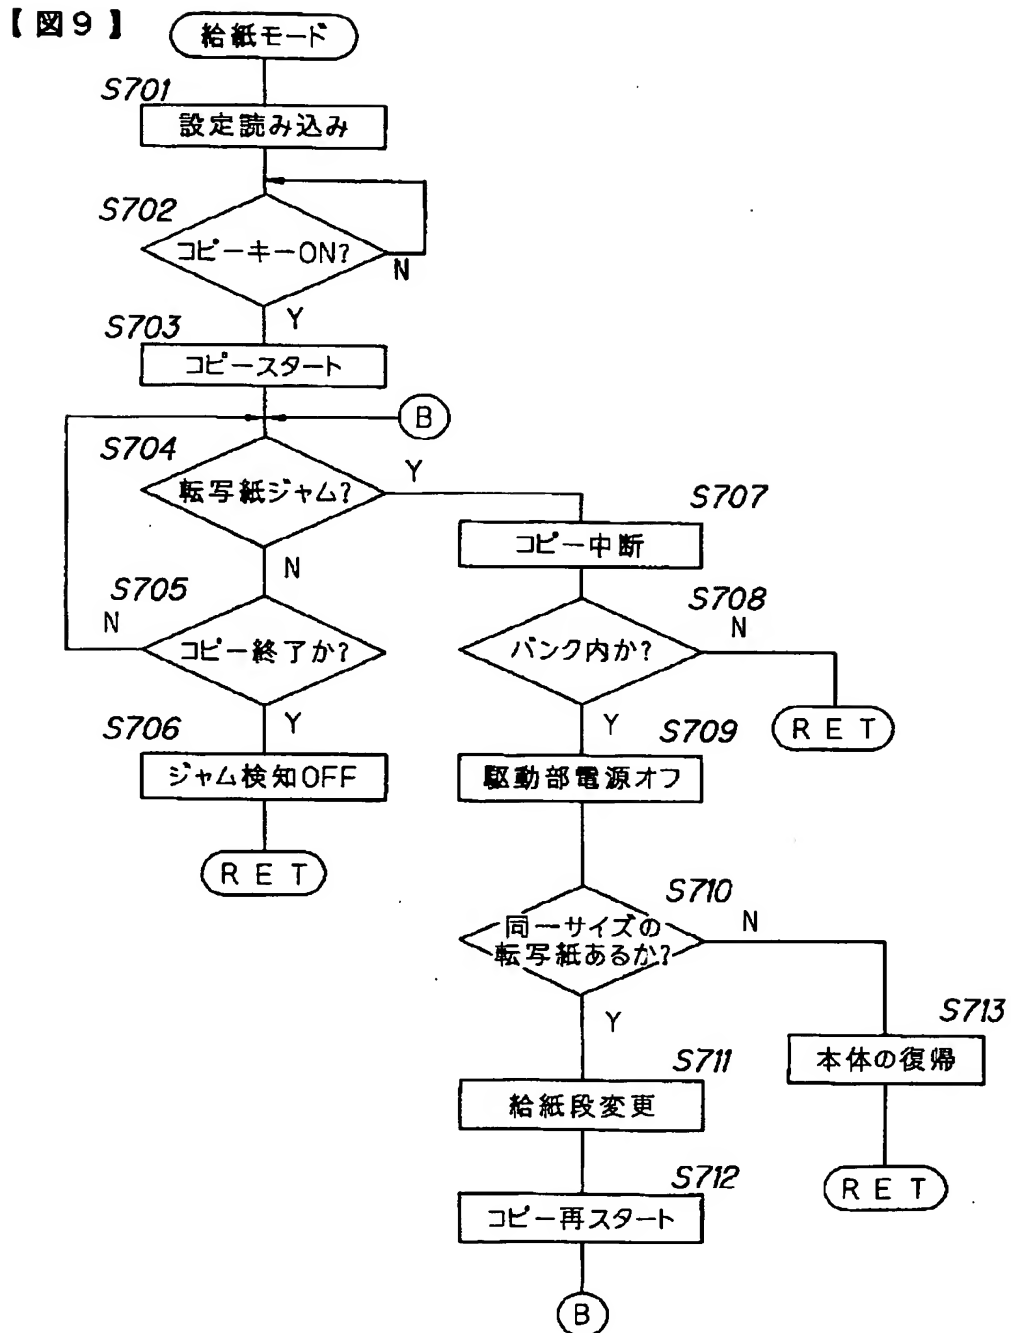 【図9】
給紙モード
S701
設定読み込み
S702
コピーキーON?
N
Y
S703
コピースタート
B
S704
転写紙ジャム?
Y
N
S705
コピー終了か?
N
Y
S706
ジャム検知OFF
RET
S707
コピー中断
S708
バンク内か?
N
RET
Y
S709
駆動部電源オフ
S710
同一サイズの
転写紙あるか?
N
Y
S711
給紙段変更
S712
コピー再スタート
B
S713
本体の復帰
RET